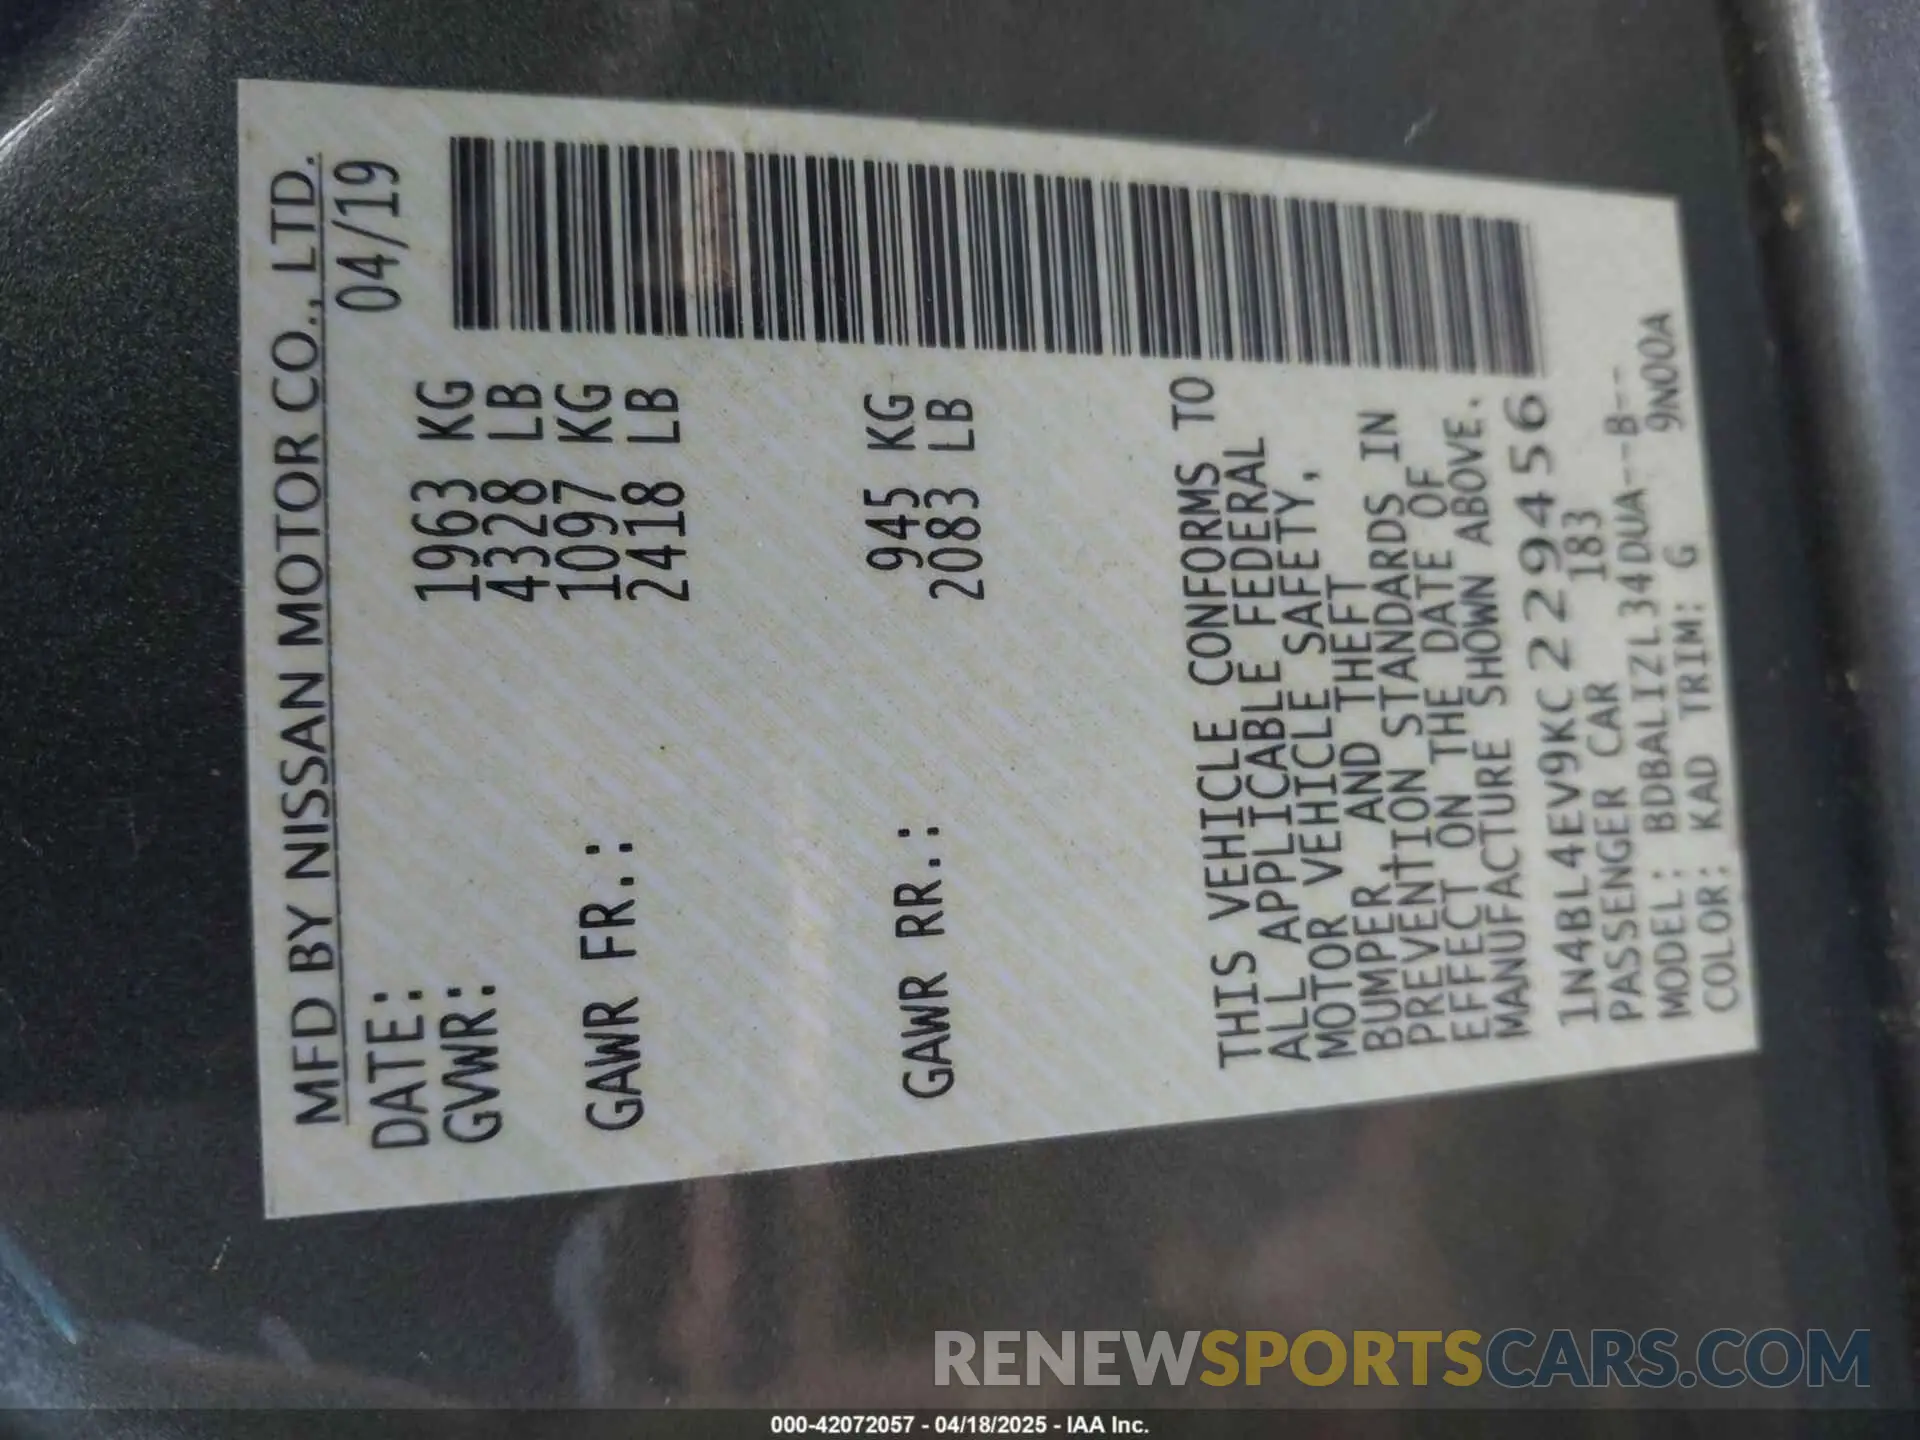 MFD BY NISSAN MOTOR CO., LTD.
DATE: 04/19
GVWR: 1963 KG
4328 LB
GAWR FR.: 1097 KG
2418 LB
GAWR RR.: 945 KG
2083 LB
THIS VEHICLE CONFORMS TO
ALL APPLICABLE FEDERAL
MOTOR VEHICLE SAFETY,
BUMPER AND THEFT
PREVENTION STANDARDS IN
EFFECT ON THE DATE OF
MANUFACTURE SHOWN ABOVE.
1N4BL4EV9KC229456
PASSENGER CAR 183
MODEL: BDBALIZL34DUA--B--
COLOR: KAD TRIM: G 9N00A
RENEWSPORTSCARS.COM
000-42072057 - 04/18/2025 - IAA Inc.